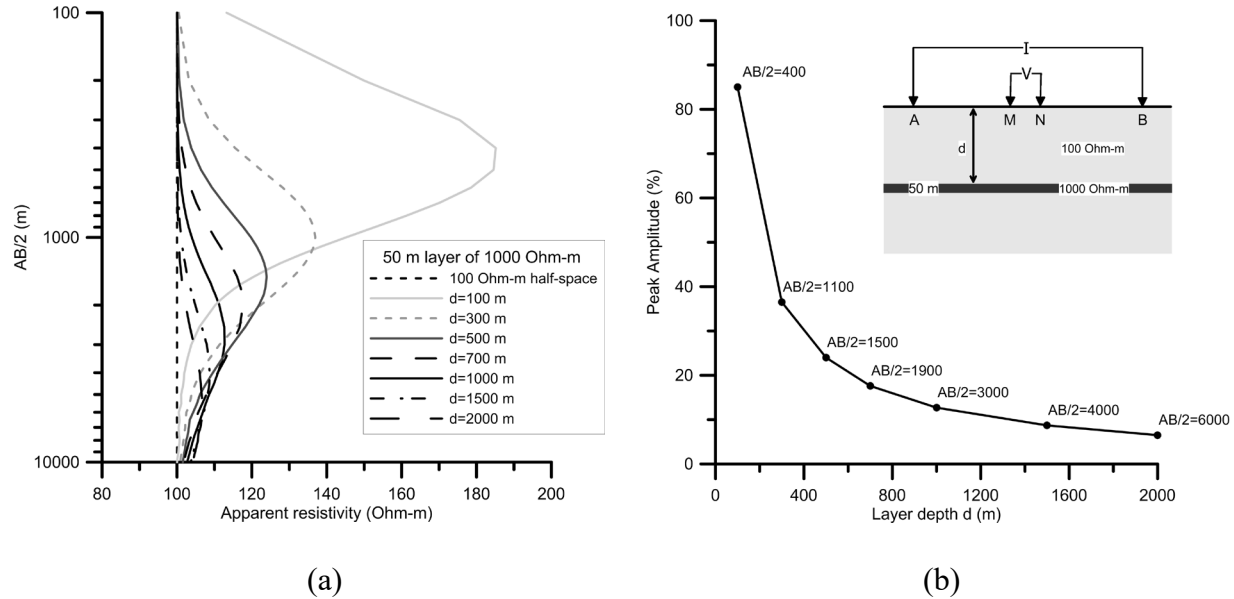 100
1000
10000
AB/2 (m)
80
100
120
140
160
180
200
Apparent resistivity (Ohm-m)
50 m layer of 1000 Ohm-m
100 Ohm-m half-space
d=100 m
d=300 m
d=500 m
d=700 m
d=1000 m
d=1500 m
d=2000 m
(a)
100
80
60
40
20
0
Peak Amplitude (%)
0
400
800
1200
1600
2000
Layer depth d (m)
AB/2=400
AB/2=1100
AB/2=1500
AB/2=1900
AB/2=3000
AB/2=4000
AB/2=6000
I
V
A
M
N
B
d
100 Ohm-m
50 m
1000 Ohm-m
(b)